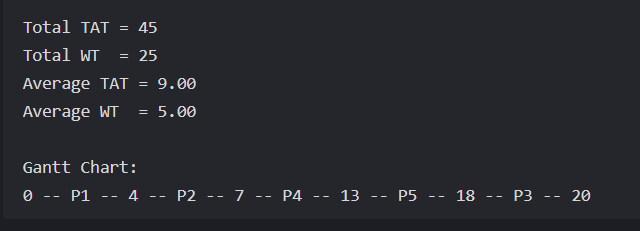 Total TAT = 45
Total WT  = 25
Average TAT = 9.00
Average WT  = 5.00
Gantt Chart:
0 -- P1 -- 4 -- P2 -- 7 -- P4 -- 13 -- P5 -- 18 -- P3 -- 20